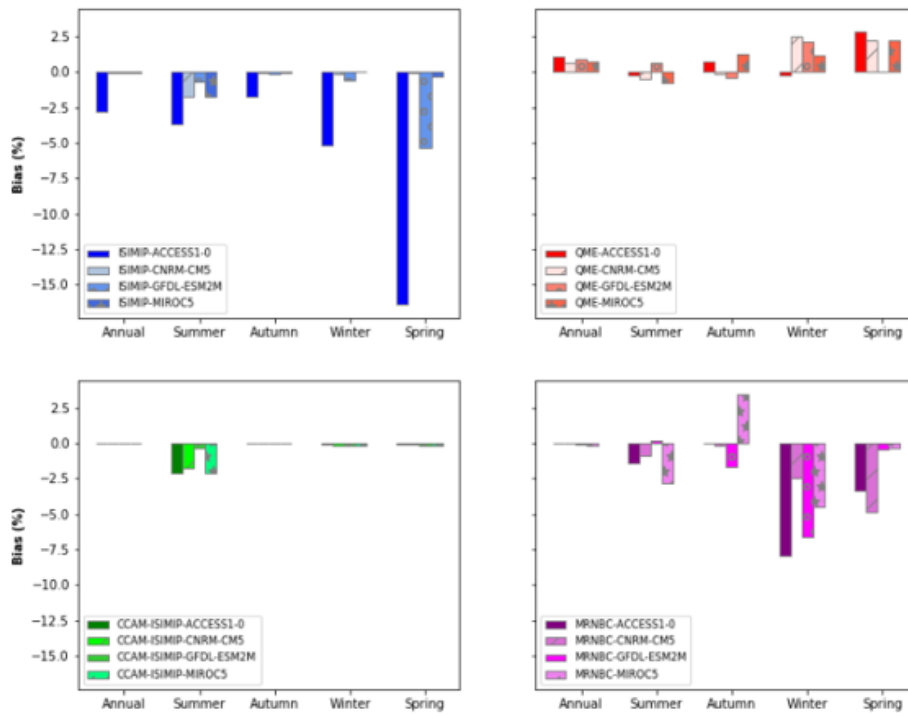 2.5
0.0
−2.5
−5.0
−7.5
−10.0
−12.5
−15.0
Bias (%)
ISIMIP-ACCESS1-0
ISIMIP-CNRM-CM5
ISIMIP-GFDL-ESM2M
ISIMIP-MIROC5
Annual Summer Autumn Winter Spring
QME-ACCESS1-0
QME-CNRM-CM5
QME-GFDL-ESM2M
QME-MIROC5
Annual Summer Autumn Winter Spring
2.5
0.0
−2.5
−5.0
−7.5
−10.0
−12.5
−15.0
Bias (%)
CCAM-ISIMIP-ACCESS1-0
CCAM-ISIMIP-CNRM-CM5
CCAM-ISIMIP-GFDL-ESM2M
CCAM-ISIMIP-MIROC5
Annual Summer Autumn Winter Spring
MRNBC-ACCESS1-0
MRNBC-CNRM-CM5
MRNBC-GFDL-ESM2M
MRNBC-MIROC5
Annual Summer Autumn Winter Spring